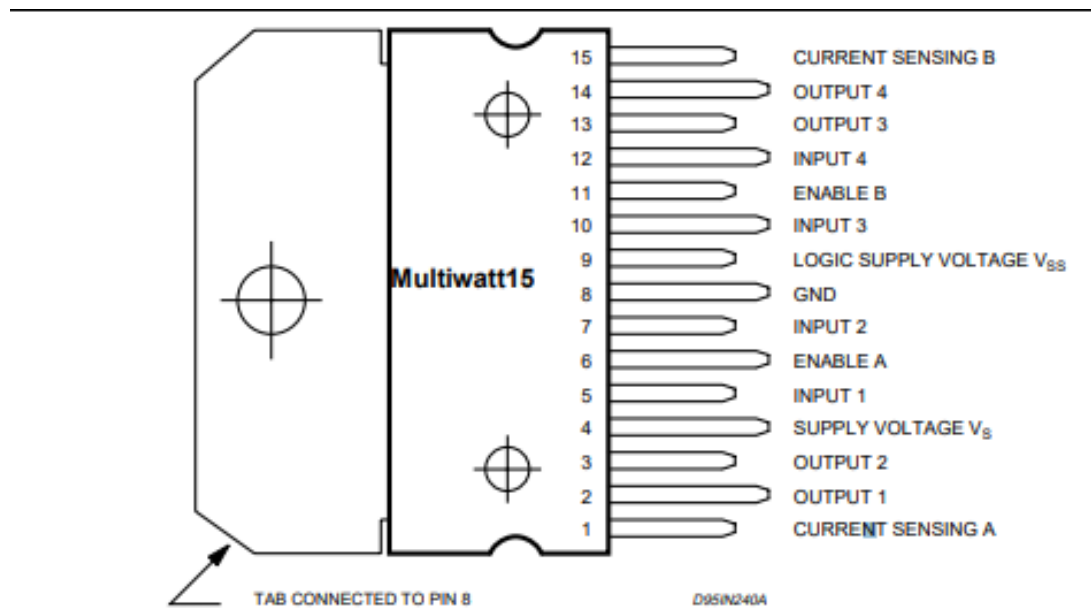 15 CURRENT SENSING B
14 OUTPUT 4
13 OUTPUT 3
12 INPUT 4
11 ENABLE B
10 INPUT 3
9 LOGIC SUPPLY VOLTAGE VSS
Multiwatt15
8 GND
7 INPUT 2
6 ENABLE A
5 INPUT 1
4 SUPPLY VOLTAGE VS
3 OUTPUT 2
2 OUTPUT 1
1 CURRENT SENSING A
TAB CONNECTED TO PIN 8
D95IN240A